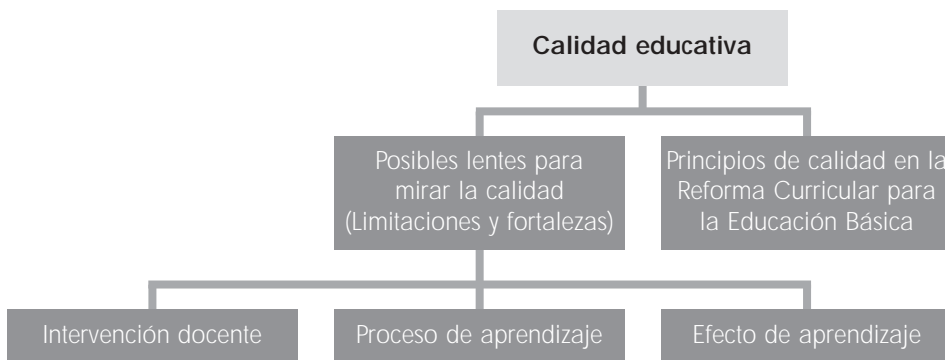 Calidad educativa
Posibles lentes para
mirar la calidad
(Limitaciones y fortalezas)
Principios de calidad en la
Reforma Curricular para
la Educación Básica
Intervención docente
Proceso de aprendizaje
Efecto de aprendizaje